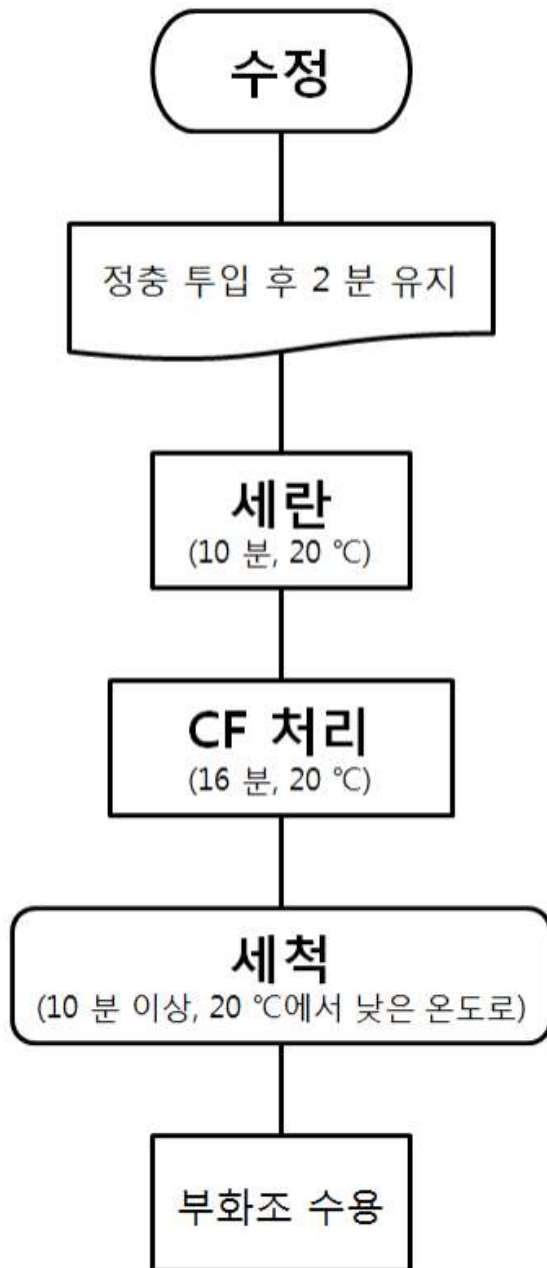 수정
정충 투입 후 2 분 유지
세란
(10 분, 20 ℃)
CF 처리
(16 분, 20 ℃)
세척
(10 분 이상, 20 ℃에서 낮은 온도로)
부화조 수용